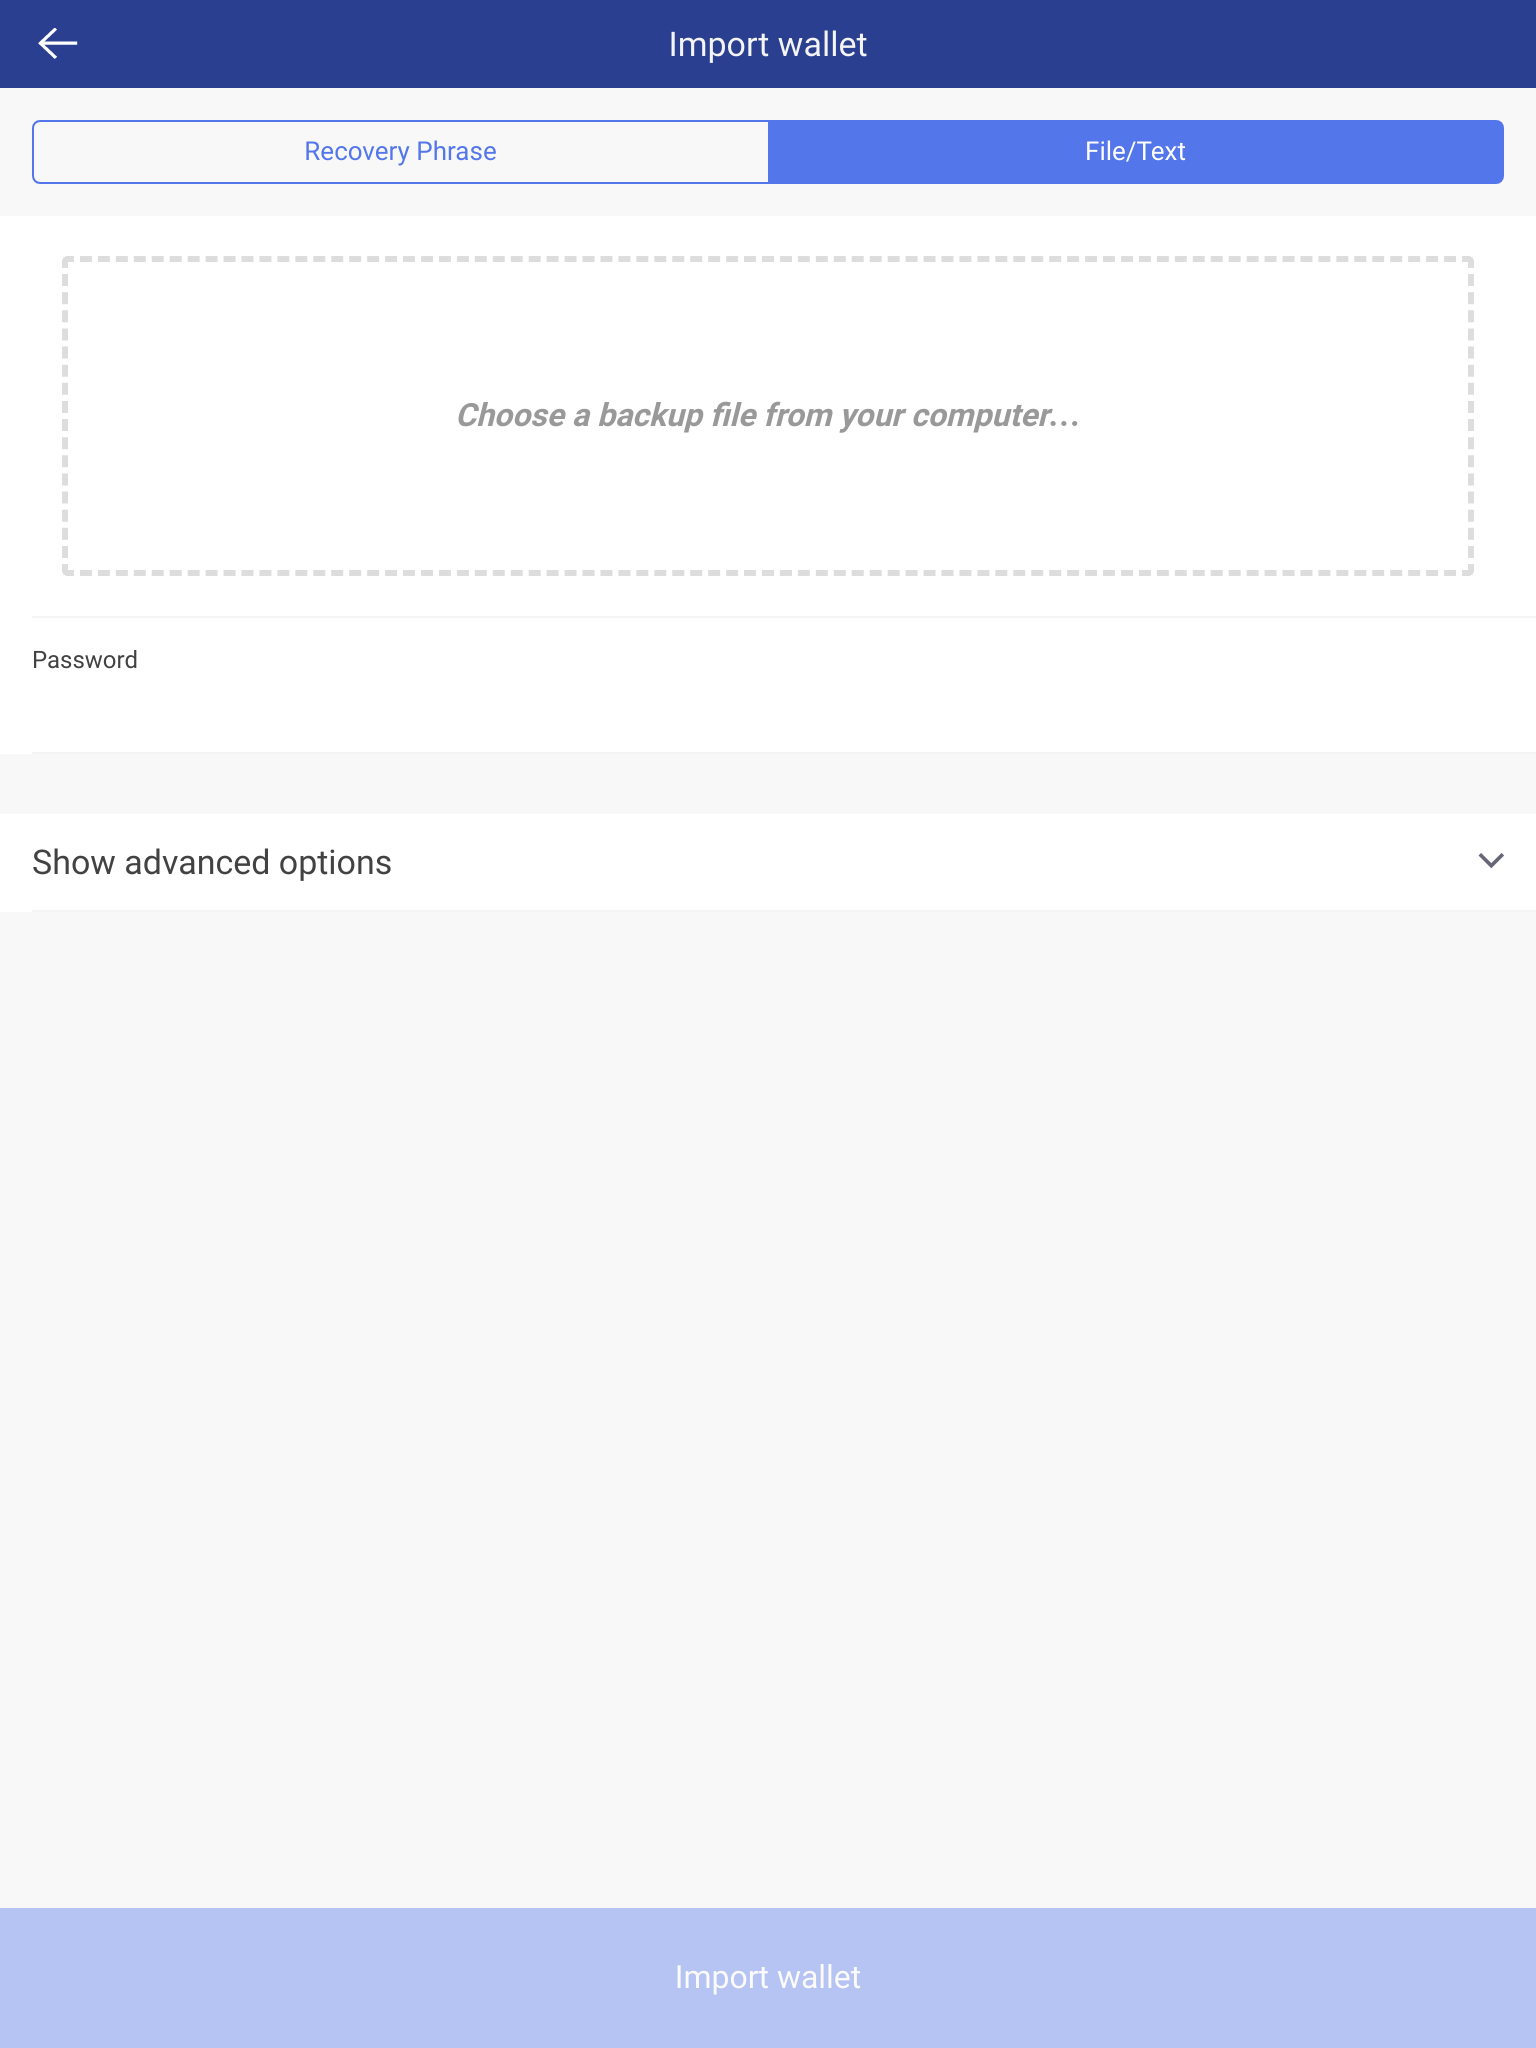 Import wallet
Recovery Phrase
File/Text
Choose a backup file from your computer...
Password
Show advanced options
Import wallet